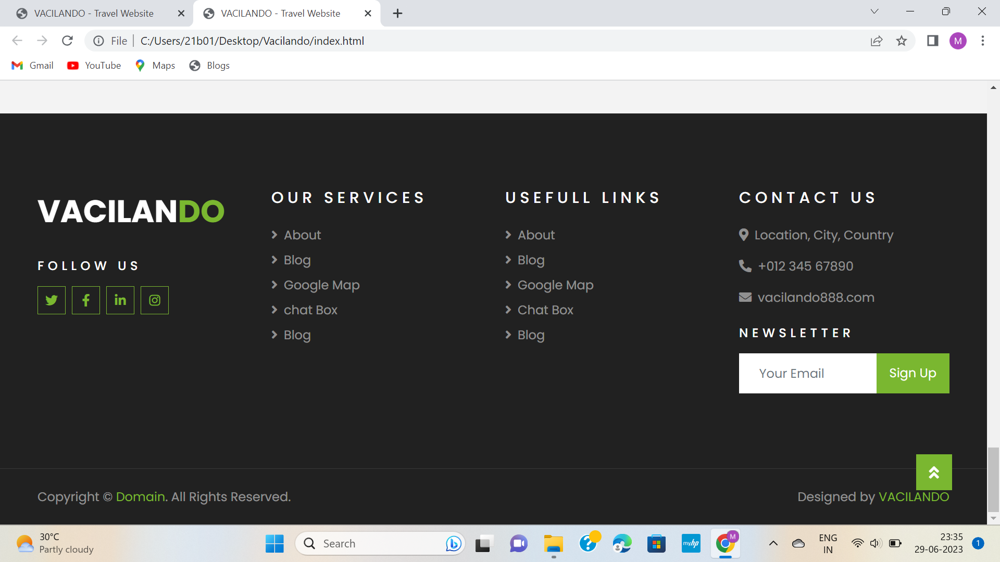 VACILANDO - Travel Website
VACILANDO - Travel Website
File
C:/Users/21b01/Desktop/Vacilando/index.html
M
Gmail
YouTube
Maps
Blogs
VACILANDO
FOLLOW US
OUR SERVICES
About
Blog
Google Map
chat Box
Blog
USEFULL LINKS
About
Blog
Google Map
Chat Box
Blog
CONTACT US
Location, City, Country
+012 345 67890
vacilando888.com
NEWSLETTER
Your Email
Sign Up
Copyright © Domain. All Rights Reserved.
Designed by VACILANDO
30°C
Partly cloudy
Search
myhp
M
ENG
IN
23:35
29-06-2023
1